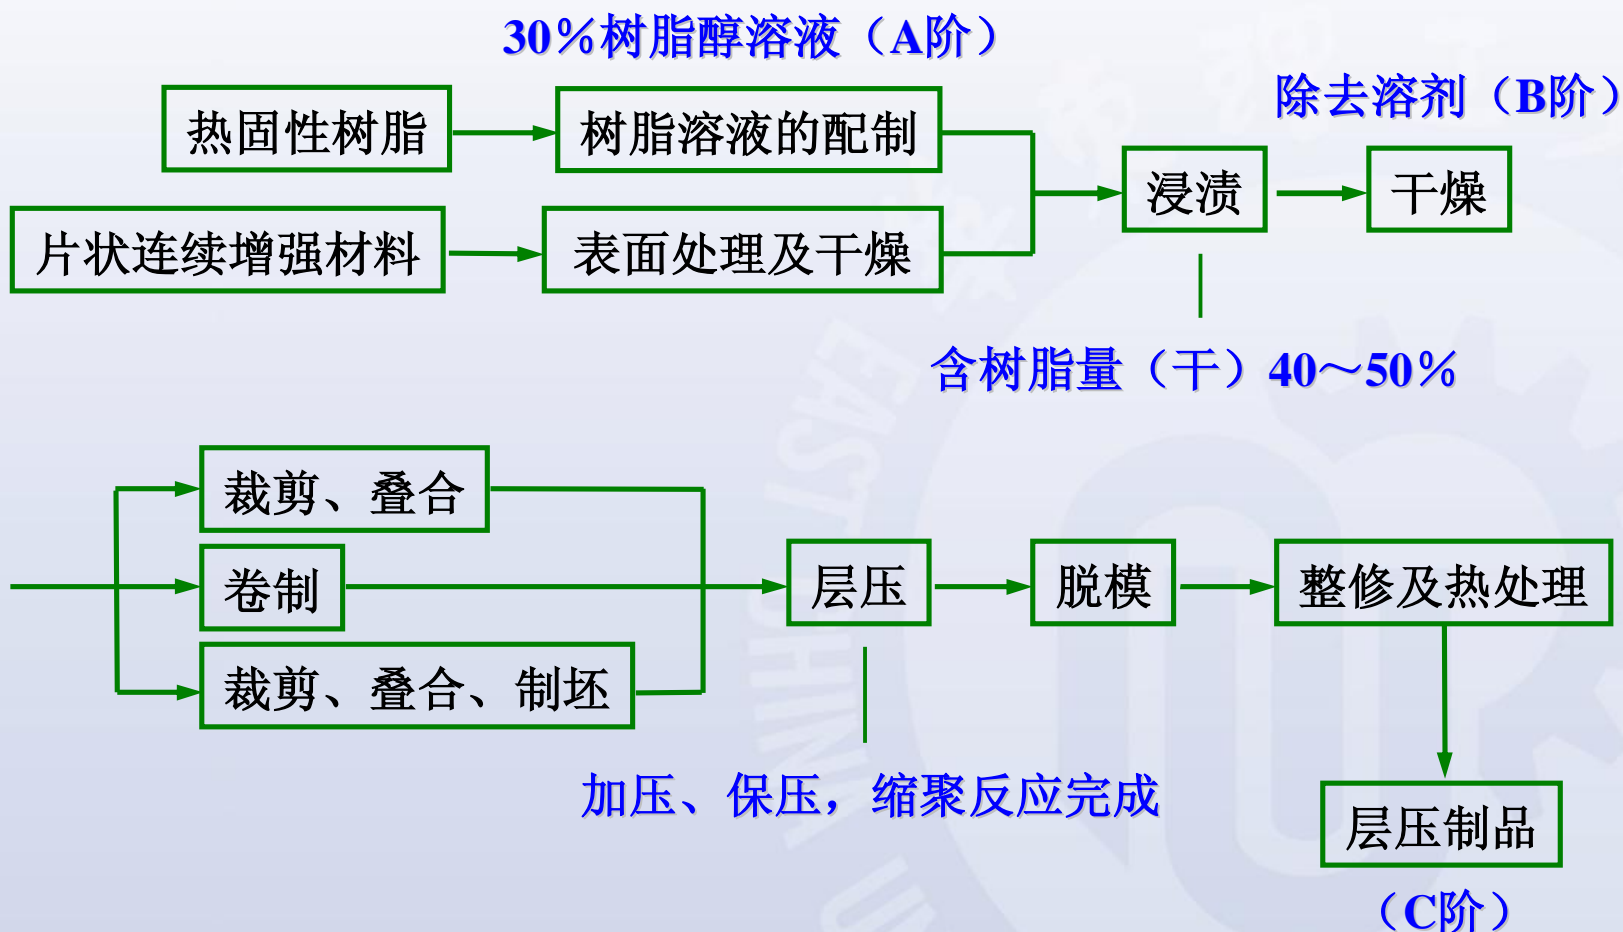 30%树脂醇溶液（A阶）
除去溶剂（B阶）
热固性树脂
树脂溶液的配制
浸渍
干燥
片状连续增强材料
表面处理及干燥
含树脂量（干）40～50%
裁剪、叠合
卷制
层压
脱模
整修及热处理
裁剪、叠合、制坯
加压、保压，缩聚反应完成
层压制品
（C阶）
EAST CHINA UN